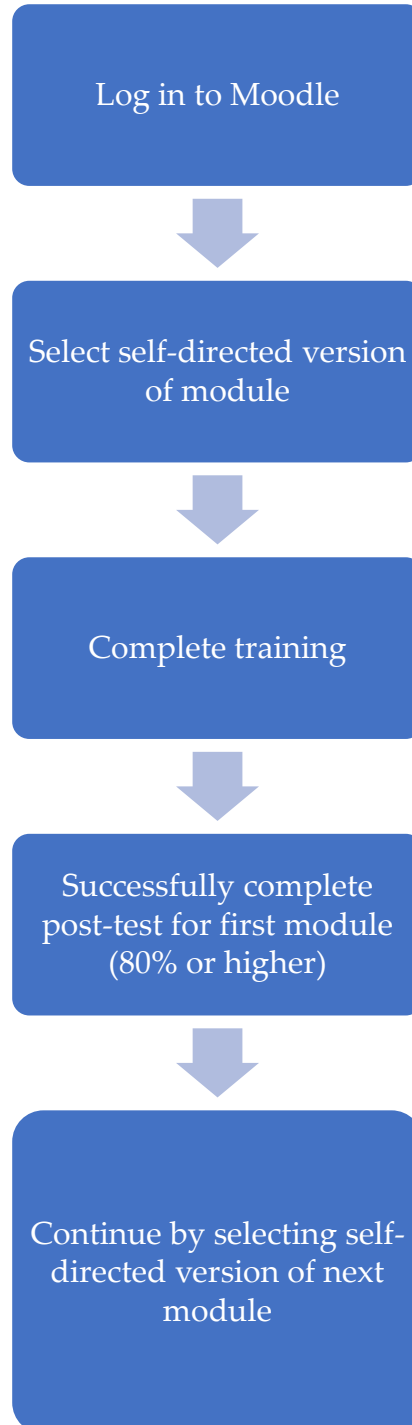 Log in to Moodle
Select self-directed version
of module
Complete training
Successfully complete
post-test for first module
(80% or higher)
Continue by selecting self-
directed version of next
module